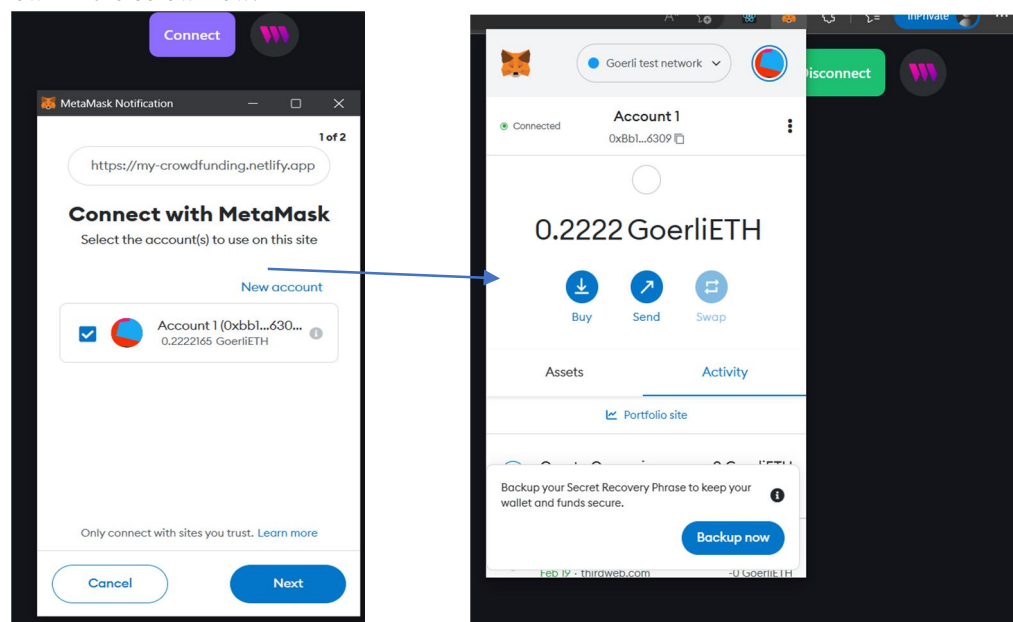 Connect
MetaMask Notification
1 of 2
https://my-crowdfunding.netlify.app
Connect with MetaMask
Select the account(s) to use on this site
New account
Account 1 (0xbb1...630...
0.2222165 GoerliETH
Only connect with sites you trust. Learn more
Cancel
Next
InPrivate
Goerli test network
Disconnect
Connected
Account 1
0xBb1...6309
0.2222 GoerliETH
Buy
Send
Swap
Assets
Activity
Portfolio site
Backup your Secret Recovery Phrase to keep your
wallet and funds secure.
Backup now
Feb 19 · thirdweb.com
-0 GoerliETH